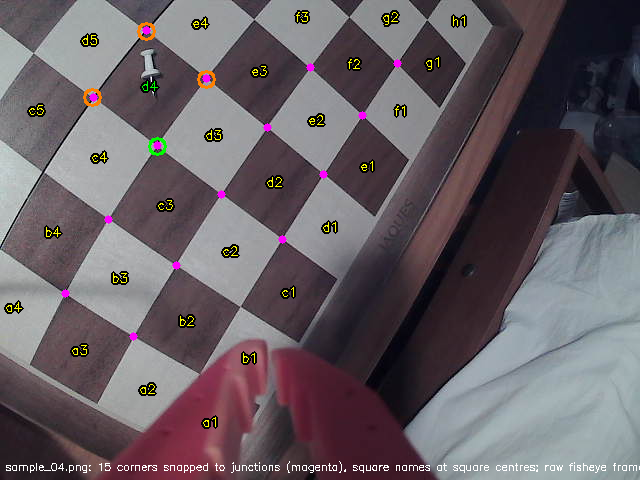 f3
g2
h1
e4
d5
e3
f2
g1
d4
c5
d3
e2
f1
c4
e1
d2
c3
b4
d1
c2
b3
c1
a4
b2
a3
b1
a2
a1
JAQUES
sample_04.png: 15 corners snapped to junctions (magenta), square names at square centres; raw fisheye fram